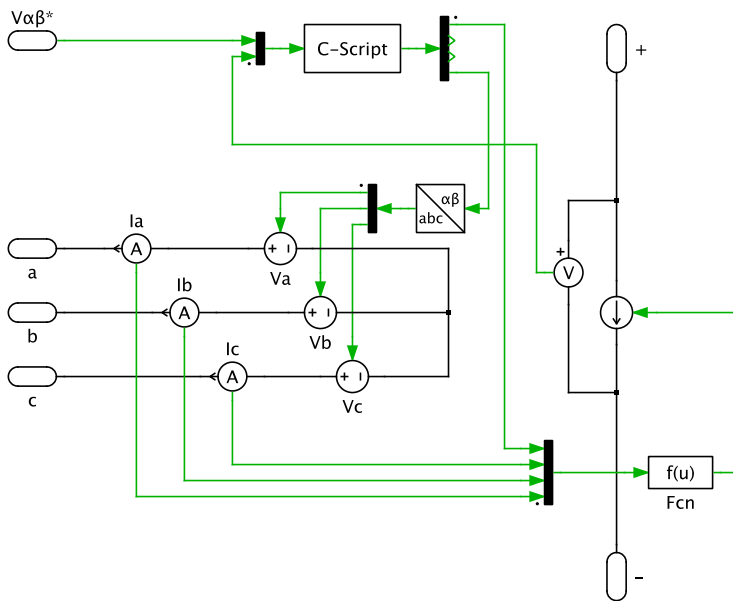 Vαβ*
C-Script
+
αβ
abc
Ia
A
+ −
a
Va
+
V
Ib
A
+ −
b
Vb
Ic
A
+ −
c
Vc
f(u)
Fcn
−